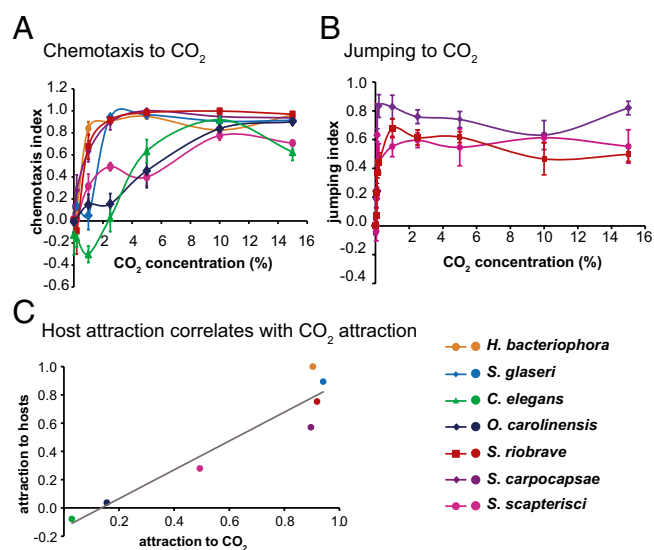 A
Chemotaxis to CO₂
chemotaxis index
1.2
1.0
0.8
0.6
0.4
0.2
0.0
-0.2
-0.4
-0.6
0 2 4 6 8 10 12 14 16
CO₂ concentration (%)
B
Jumping to CO₂
jumping index
1.0
0.8
0.6
0.4
0.2
0.0
-0.2
-0.4
0 2 4 6 8 10 12 14 16
CO₂ concentration (%)
C
Host attraction correlates with CO₂ attraction
attraction to hosts
1.0
0.8
0.6
0.4
0.2
0.0
-0.2
0.2 0.4 0.6 0.8 1.0
attraction to CO₂
H. bacteriophora
S. glaseri
C. elegans
O. carolinensis
S. riobrave
S. carpocapsae
S. scapterisci